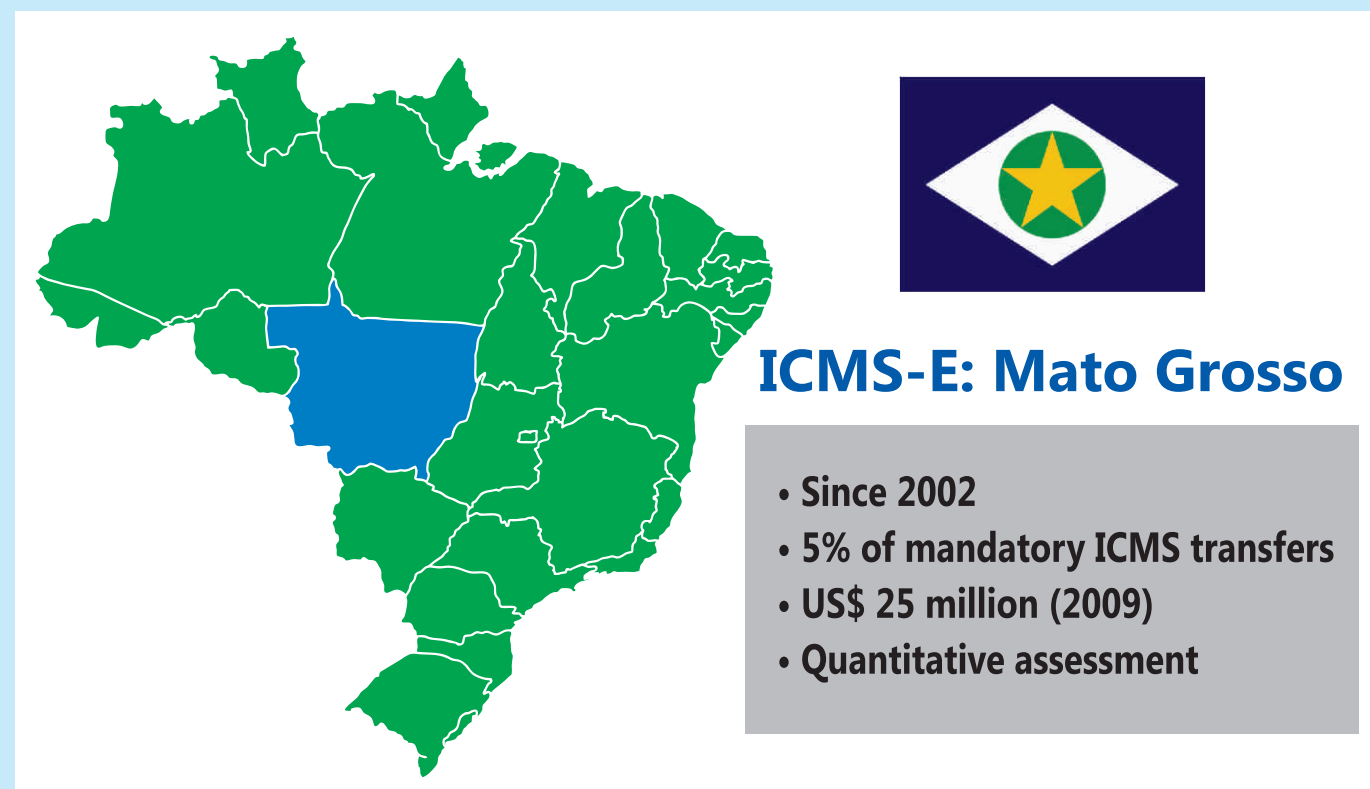 ICMS-E: Mato Grosso
• Since 2002
• 5% of mandatory ICMS transfers
• US$ 25 million (2009)
• Quantitative assessment